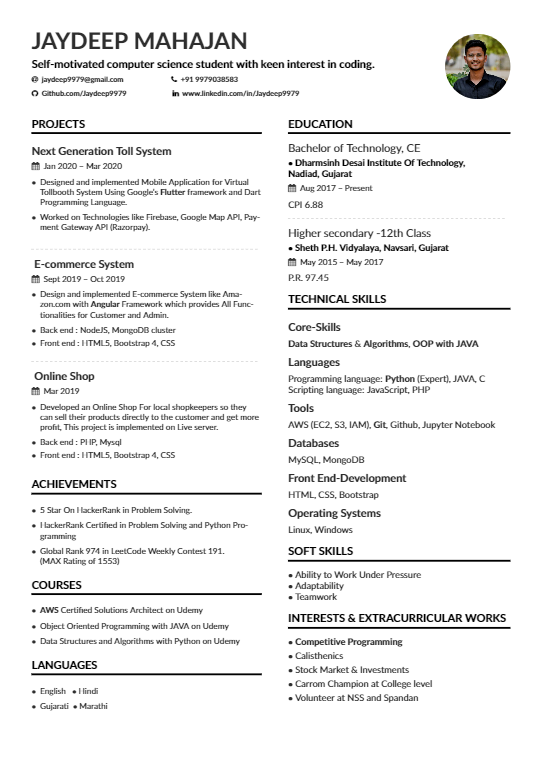 JAYDEEP MAHAJAN
Self-motivated computer science student with keen interest in coding.
jaydeep9979@gmail.com
+91 9979038583
Github.com/Jaydeep9979
www.linkedin.com/in/Jaydeep9979
PROJECTS
Next Generation Toll System
Jan 2020 – Mar 2020
• Designed and implemented Mobile Application for Virtual
Tollbooth System Using Google's Flutter framework and Dart
Programming Language.
• Worked on Technologies like Firebase, Google Map API, Pay-
ment Gateway API (Razorpay).
E-commerce System
Sept 2019 – Oct 2019
• Design and implemented E-commerce System like Ama-
zon.com with Angular Framework which provides All Func-
tionalities for Customer and Admin.
• Back end : NodeJS, MongoDB cluster
• Front end : HTML5, Bootstrap 4, CSS
Online Shop
Mar 2019
• Developed an Online Shop For local shopkeepers so they
can sell their products directly to the customer and get more
profit, This project is implemented on Live server.
• Back end : PHP, Mysql
• Front end : HTML5, Bootstrap 4, CSS
ACHIEVEMENTS
• 5 Star On HackerRank in Problem Solving.
• HackerRank Certified in Problem Solving and Python Pro-
gramming
• Global Rank 974 in LeetCode Weekly Contest 191.
(MAX Rating of 1553)
COURSES
• AWS Certified Solutions Architect on Udemy
• Object Oriented Programming with JAVA on Udemy
• Data Structures and Algorithms with Python on Udemy
LANGUAGES
• English • Hindi
• Gujarati • Marathi
EDUCATION
Bachelor of Technology, CE
• Dharmsinh Desai Institute Of Technology,
Nadiad, Gujarat
Aug 2017 – Present
CPI 6.88
Higher secondary -12th Class
• Sheth P.H. Vidyalaya, Navsari, Gujarat
May 2015 – May 2017
P.R. 97.45
TECHNICAL SKILLS
Core-Skills
Data Structures & Algorithms, OOP with JAVA
Languages
Programming language: Python (Expert), JAVA, C
Scripting language: JavaScript, PHP
Tools
AWS (EC2, S3, IAM), Git, Github, Jupyter Notebook
Databases
MySQL, MongoDB
Front End-Development
HTML, CSS, Bootstrap
Operating Systems
Linux, Windows
SOFT SKILLS
• Ability to Work Under Pressure
• Adaptability
• Teamwork
INTERESTS & EXTRACURRICULAR WORKS
• Competitive Programming
• Calisthenics
• Stock Market & Investments
• Carrom Champion at College level
• Volunteer at NSS and Spandan